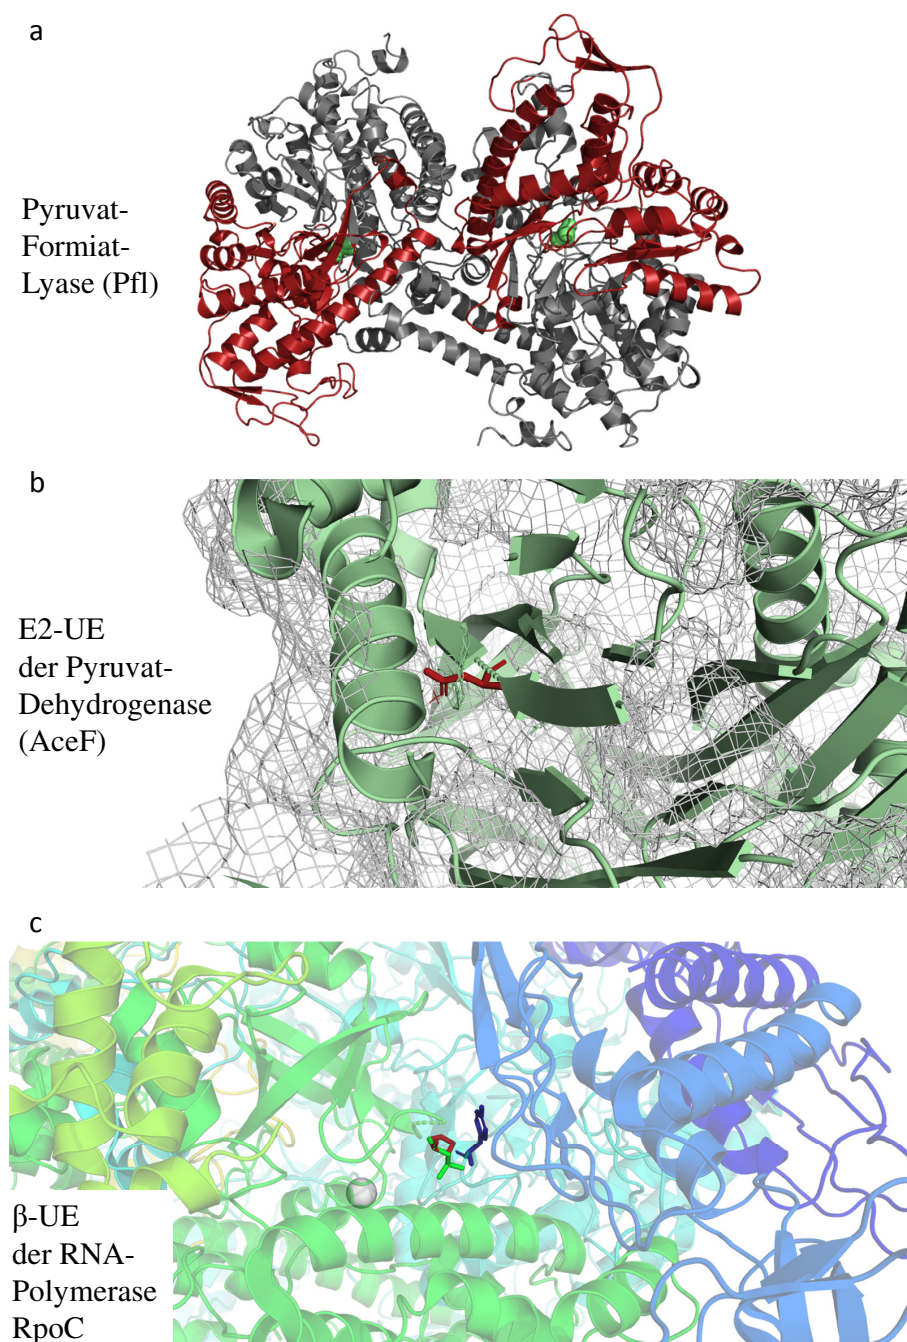 a
Pyruvat-
Formiat-
Lyase (Pfl)
b
E2-UE
der Pyruvat-
Dehydrogenase
(AceF)
c
β-UE
der RNA-
Polymerase
RpoC